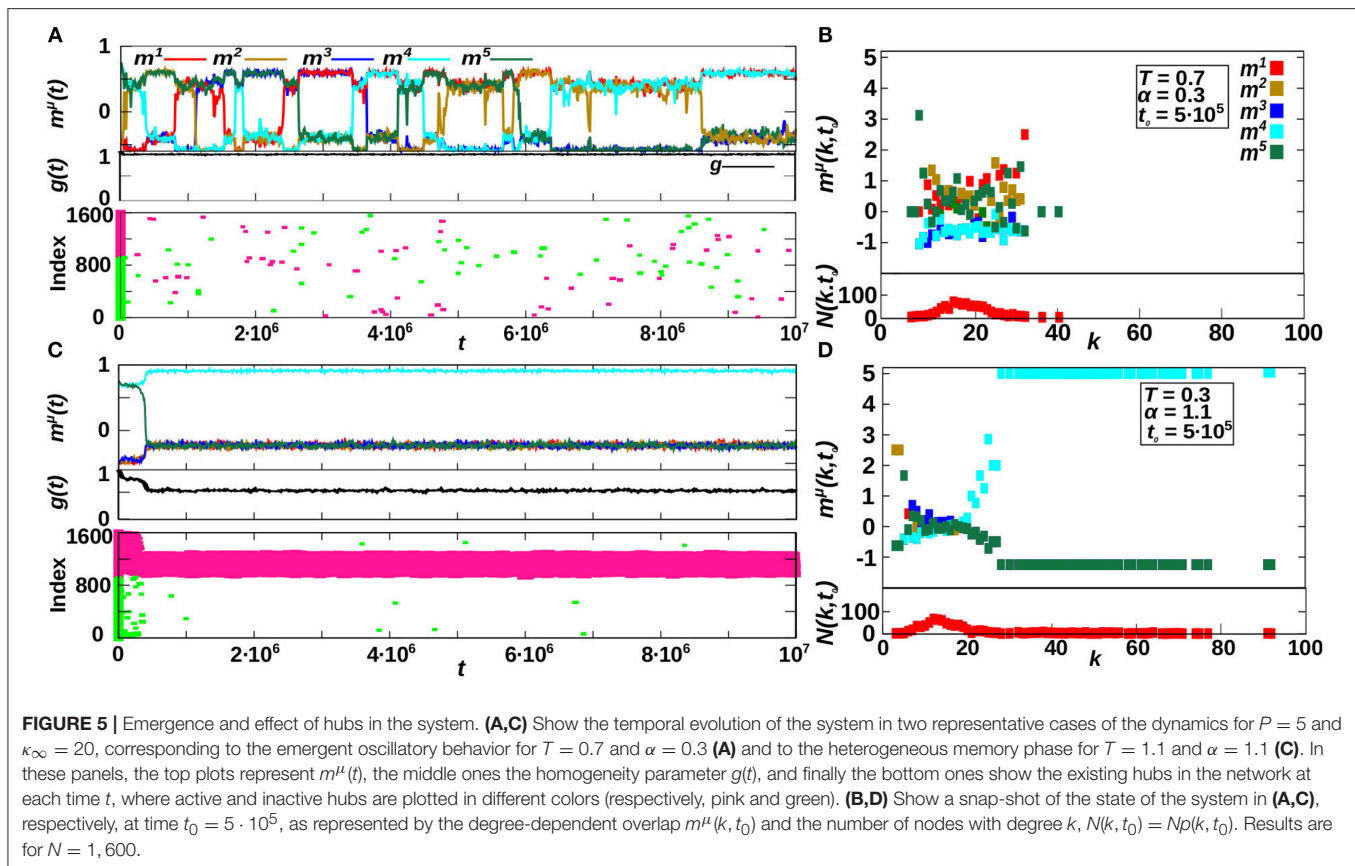 A
1
m¹ m² m³ m⁴ m⁵
mᵘ(t)
0
1
g(t)
g
0
1600
Index
800
0
0 2·10⁶ 4·10⁶ 6·10⁶ 8·10⁶ 10⁷
t
B
5
4
3
2
1
0
-1
mᵘ(k,t₀)
T = 0.7
α = 0.3
t₀ = 5·10⁵
m¹
m²
m³
m⁴
m⁵
100
0
N(k,t₀)
0 20 40 60 80 100
k
C
1
mᵘ(t)
0
1
g(t)
0
1600
Index
800
0
0 2·10⁶ 4·10⁶ 6·10⁶ 8·10⁶ 10⁷
t
D
5
4
3
2
1
0
-1
mᵘ(k,t₀)
T = 0.3
α = 1.1
t₀ = 5·10⁵
100
0
N(k,t₀)
0 20 40 60 80 100
k
FIGURE 5 | Emergence and effect of hubs in the system. (A,C) Show the temporal evolution of the system in two representative cases of the dynamics for P = 5 and
κ∞ = 20, corresponding to the emergent oscillatory behavior for T = 0.7 and α = 0.3 (A) and to the heterogeneous memory phase for T = 1.1 and α = 1.1 (C). In
these panels, the top plots represent mᵘ(t), the middle ones the homogeneity parameter g(t), and finally the bottom ones show the existing hubs in the network at
each time t, where active and inactive hubs are plotted in different colors (respectively, pink and green). (B,D) Show a snap-shot of the state of the system in (A,C),
respectively, at time t₀ = 5 · 10⁵, as represented by the degree-dependent overlap mᵘ(k, t₀) and the number of nodes with degree k, N(k, t₀) = Np(k, t₀). Results are
for N = 1,600.